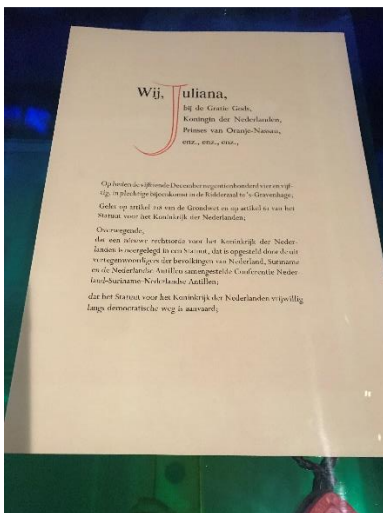 Wij, Juliana,
bij de Gratie Gods,
Koningin der Nederlanden,
Prinses van Oranje-Nassau,
enz., enz., enz.,
Op heden de vijftiende December negentienhonderd vier en vijf-
tig, in plechtige bijeenkomst in de Ridderzaal te 's-Gravenhage,
Gelet op artikel 208 van de Grondwet en op artikel 62 van het
Statuut voor het Koninkrijk der Nederlanden;
Overwegende,
dat een nieuwe rechtsorde voor het Koninkrijk der Neder-
landen is neergelegd in een Statuut, dat is opgesteld door de uit
vertegenwoordigers der bevolkingen van Nederland, Suriname
en de Nederlandse Antillen samengestelde Conferentie Neder-
land-Suriname-Nederlandse Antillen;
dat het Statuut voor het Koninkrijk der Nederlanden vrijwillig
langs democratische weg is aanvaard;